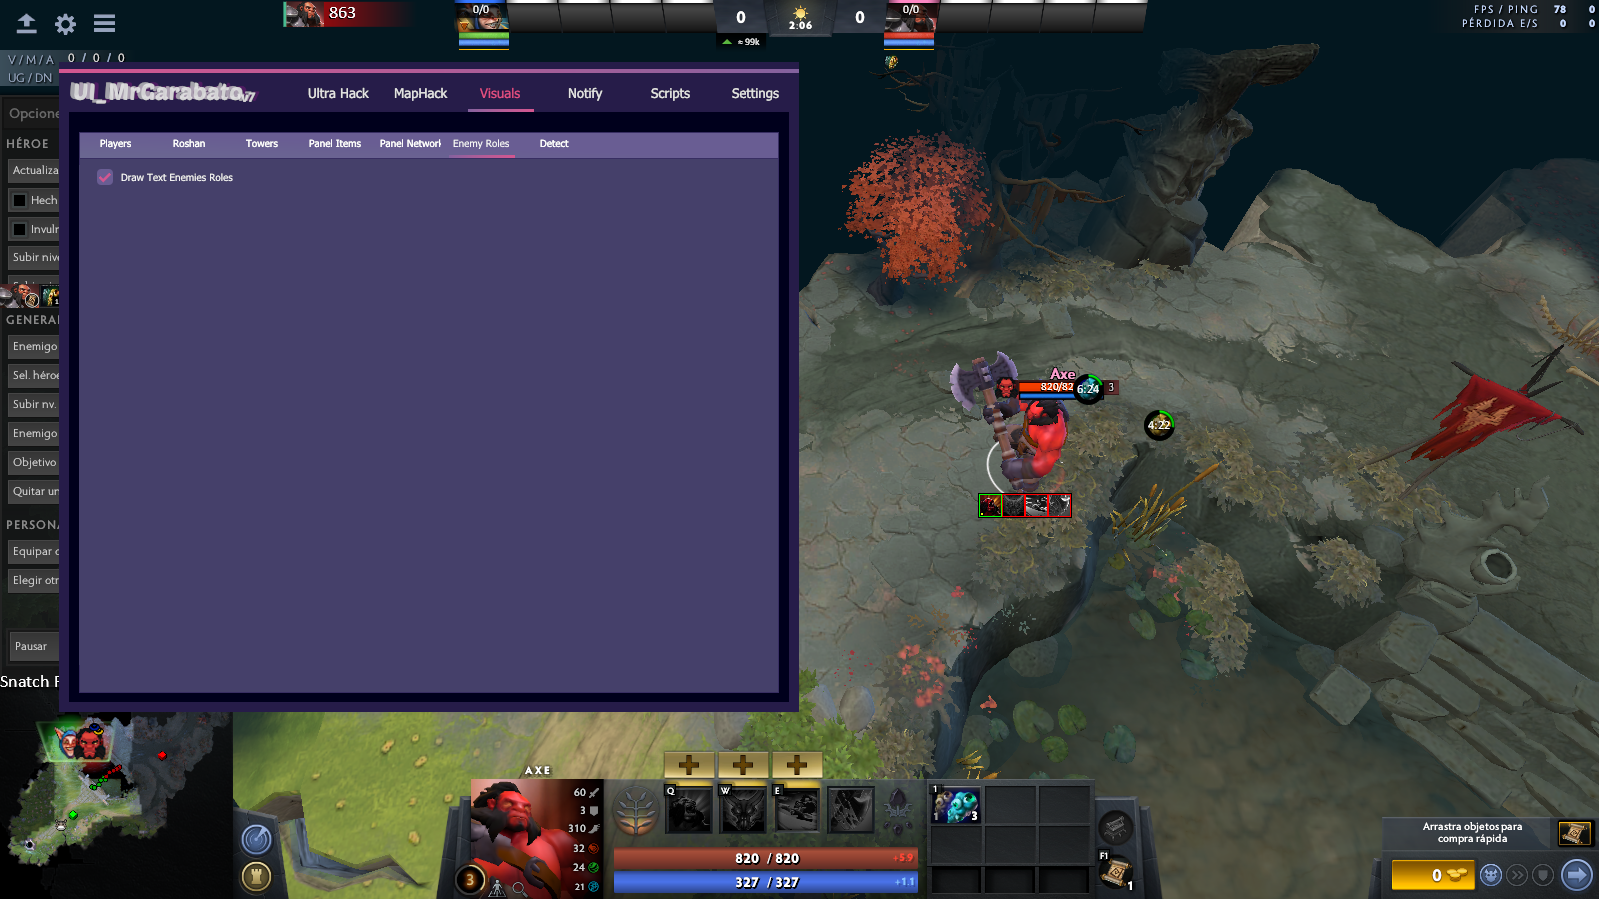 863
0/0
0
2:06
0
0/0
≈ 99k
FPS / PING 78 0
PÉRDIDA E/S 0 0
V / M / A 0 / 0 / 0
UG / DN
UI_MrGarabato
Ultra Hack
MapHack
Visuals
Notify
Scripts
Settings
Opcione
Players
Roshan
Towers
Panel Items
Panel Networl
Enemy Roles
Detect
Draw Text Enemies Roles
HÉROE
Actualiza
Hech
Invuln
Subir nive
GENERAL
Enemigo
Sel. héroe
Subir nv.
Enemigo
Objetivo
Quitar un
PERSONA
Equipar o
Elegir otr
Pausar
Snatch F
Axe
820/82
6:24
3
4:22
AXE
60
3
310
32
24
21
3
Q
W
E
820 / 820
+5.9
327 / 327
+1.1
1
3
F1
1
Arrastra objetos para
compra rápida
0